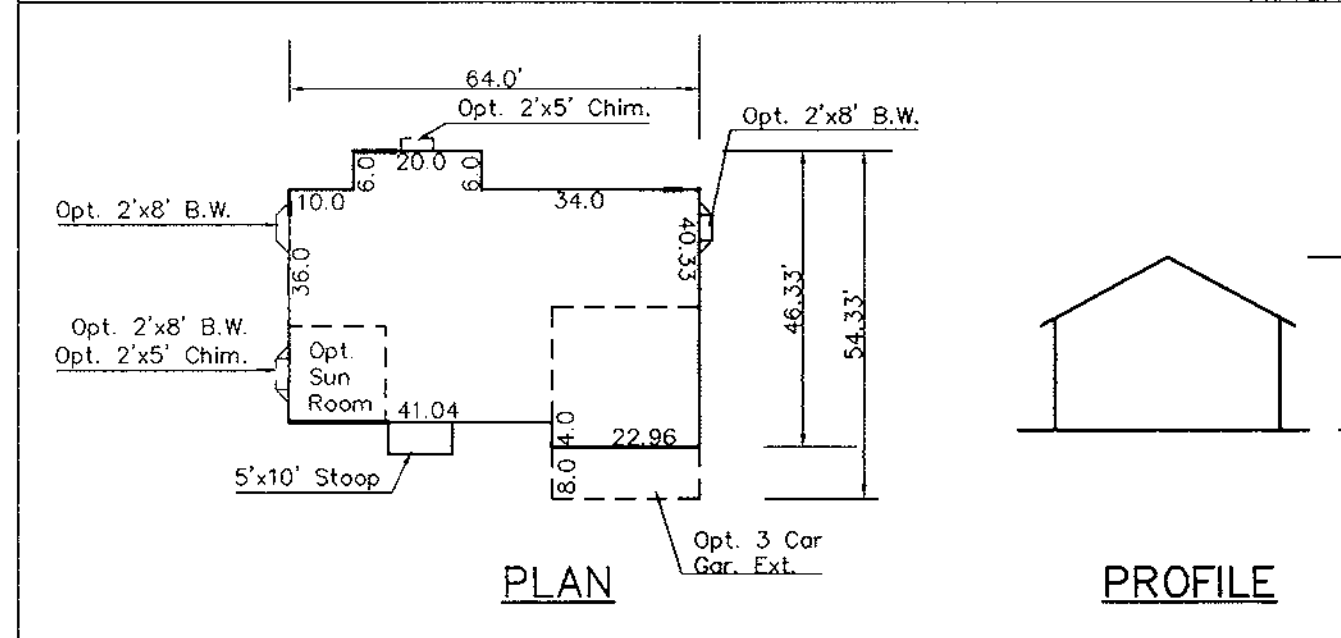 64.0'
Opt. 2'x5' Chim.
Opt. 2'x8' B.W.
20.0
6.0
6.0
10.0
34.0
Opt. 2'x8' B.W.
36.0
40.33
46.33'
54.33'
Opt. 2'x8' B.W.
Opt. 2'x5' Chim.
Opt.
Sun
Room
41.04
4.0
22.96
8.0
5'x10' Stoop
Opt. 3 Car
Gar. Ext.
PLAN
PROFILE